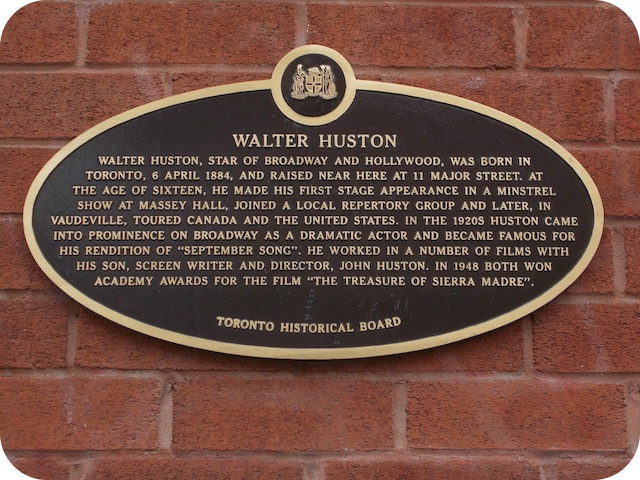 WALTER HUSTON
WALTER HUSTON, STAR OF BROADWAY AND HOLLYWOOD, WAS BORN IN
TORONTO, 6 APRIL 1884, AND RAISED NEAR HERE AT 11 MAJOR STREET. AT
THE AGE OF SIXTEEN, HE MADE HIS FIRST STAGE APPEARANCE IN A MINSTREL
SHOW AT MASSEY HALL, JOINED A LOCAL REPERTORY GROUP AND LATER, IN
VAUDEVILLE, TOURED CANADA AND THE UNITED STATES. IN THE 1920S HUSTON CAME
INTO PROMINENCE ON BROADWAY AS A DRAMATIC ACTOR AND BECAME FAMOUS FOR
HIS RENDITION OF "SEPTEMBER SONG". HE WORKED IN A NUMBER OF FILMS WITH
HIS SON, SCREEN WRITER AND DIRECTOR, JOHN HUSTON. IN 1948 BOTH WON
ACADEMY AWARDS FOR THE FILM "THE TREASURE OF SIERRA MADRE".
TORONTO HISTORICAL BOARD